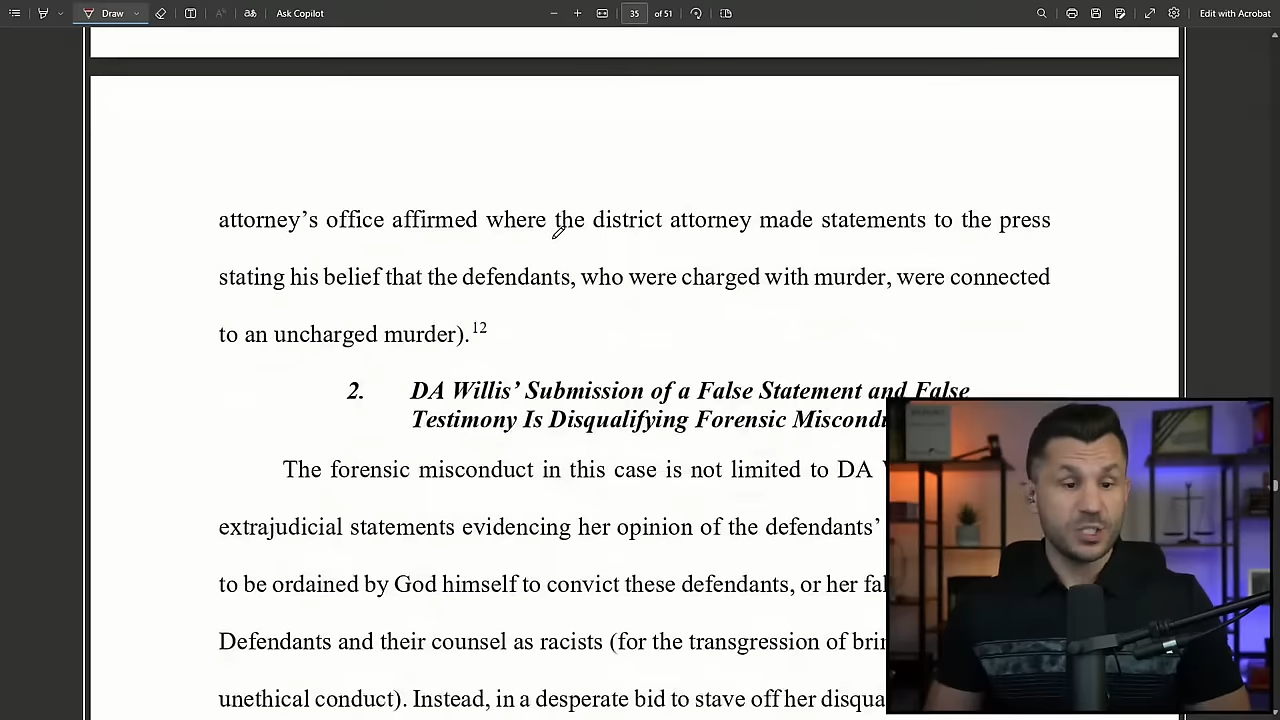 Draw
Ask Copilot
35 of 51
Edit with Acrobat
attorney’s office affirmed where the district attorney made statements to the press
stating his belief that the defendants, who were charged with murder, were connected
to an uncharged murder).12
2. DA Willis’ Submission of a False Statement and False
Testimony Is Disqualifying Forensic
The forensic misconduct in this case is not limited to DA
extrajudicial statements evidencing her opinion of the defendants’
to be ordained by God himself to convict these defendants, or her
Defendants and their counsel as racists (for the transgression of
unethical conduct). Instead, in a desperate bid to stave off her